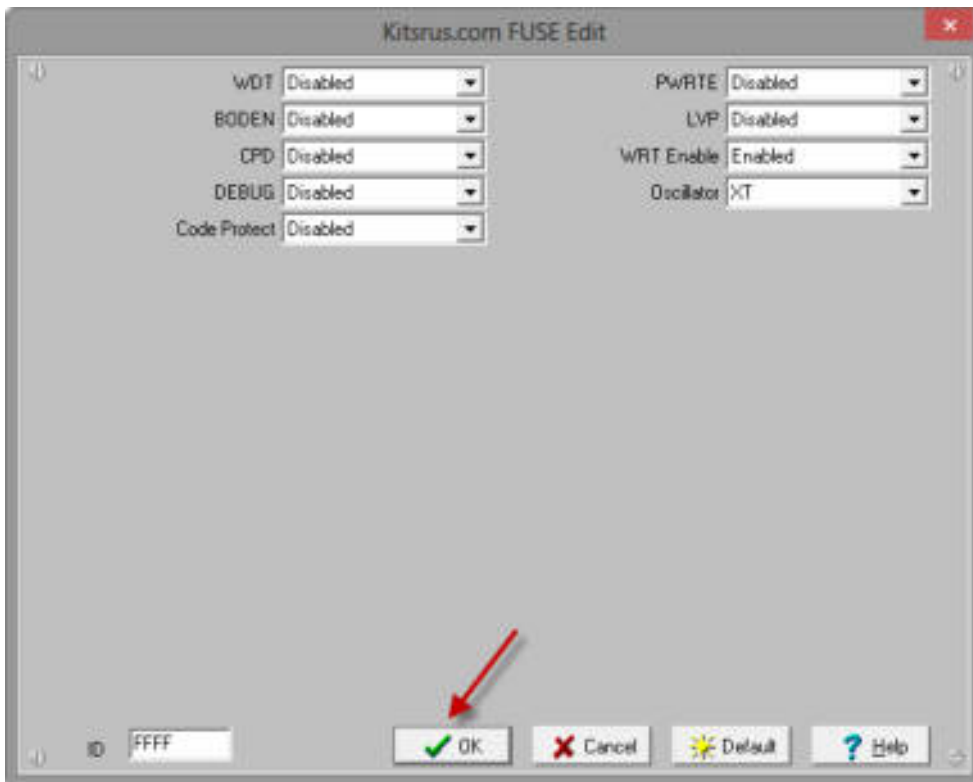 Kitsrus.com FUSE Edit
WDT Disabled
BODEN Disabled
CPD Disabled
DEBUG Disabled
Code Protect Disabled
PWRTE Disabled
LVP Disabled
WRT Enable Enabled
Oscillator XT
ID FFFF
OK
Cancel
Default
Help